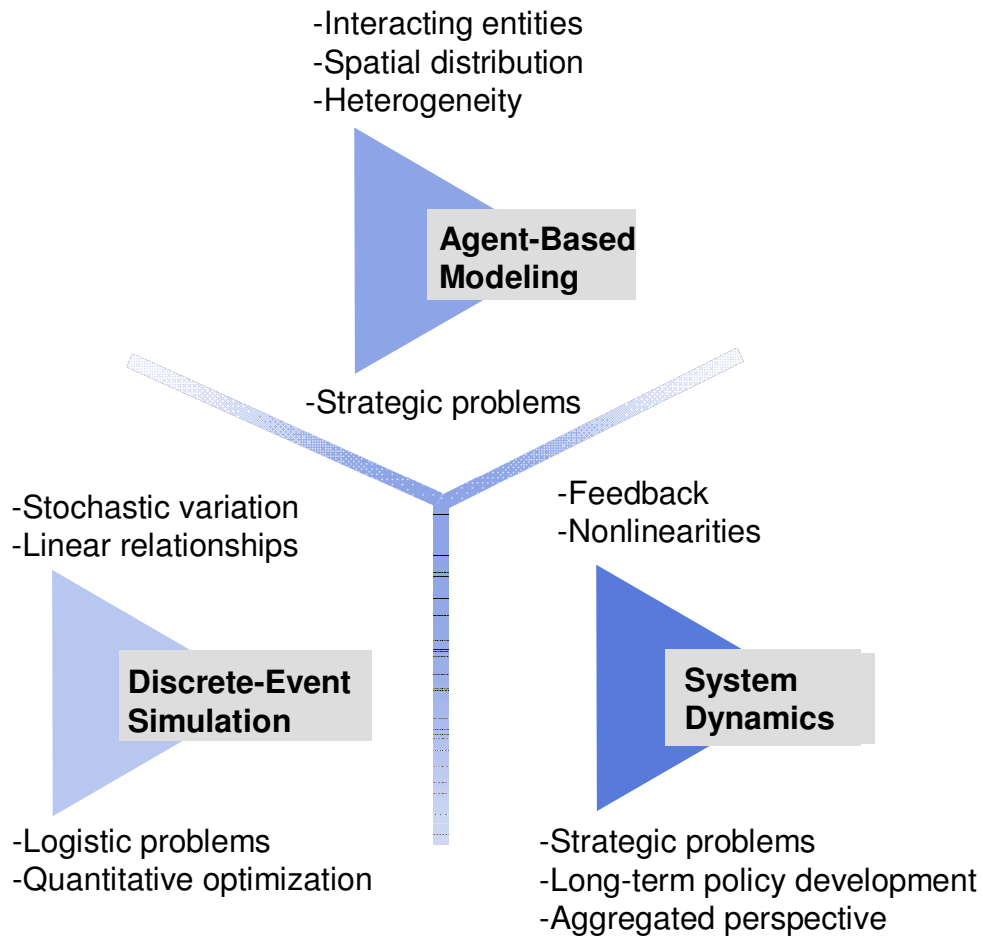 -Interacting entities
-Spatial distribution
-Heterogeneity
Agent-Based
Modeling
-Strategic problems
-Stochastic variation
-Linear relationships
Discrete-Event
Simulation
-Logistic problems
-Quantitative optimization
-Feedback
-Nonlinearities
System
Dynamics
-Strategic problems
-Long-term policy development
-Aggregated perspective